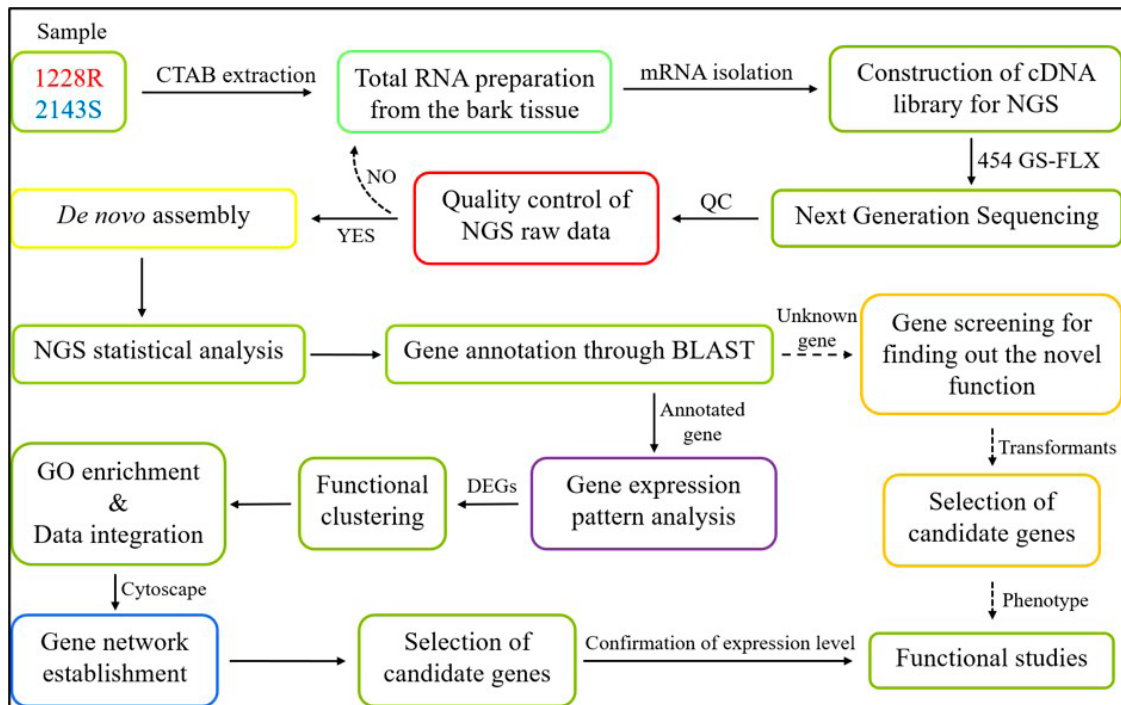 Sample
1228R
2143S
CTAB extraction
Total RNA preparation
from the bark tissue
mRNA isolation
Construction of cDNA
library for NGS
454 GS-FLX
Next Generation Sequencing
QC
Quality control of
NGS raw data
NO
YES
De novo assembly
NGS statistical analysis
Gene annotation through BLAST
Unknown
gene
Gene screening for
finding out the novel
function
Annotated
gene
Transformants
GO enrichment
&
Data integration
Functional
clustering
DEGs
Gene expression
pattern analysis
Selection of
candidate genes
Cytoscape
Phenotype
Gene network
establishment
Selection of
candidate genes
Confirmation of expression level
Functional studies